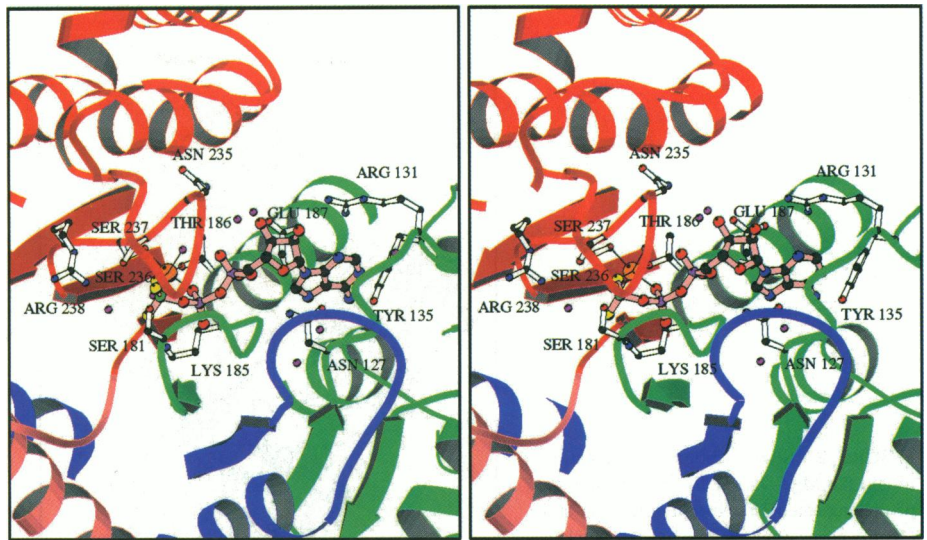 ASN 235
ARG 131
GLU 187
SER 237
THR 186
SER 236
ARG 238
TYR 135
SER 181
LYS 185
ASN 127
ASN 235
ARG 131
GLU 187
SER 237
THR 186
SER 236
ARG 238
TYR 135
SER 181
LYS 185
ASN 127